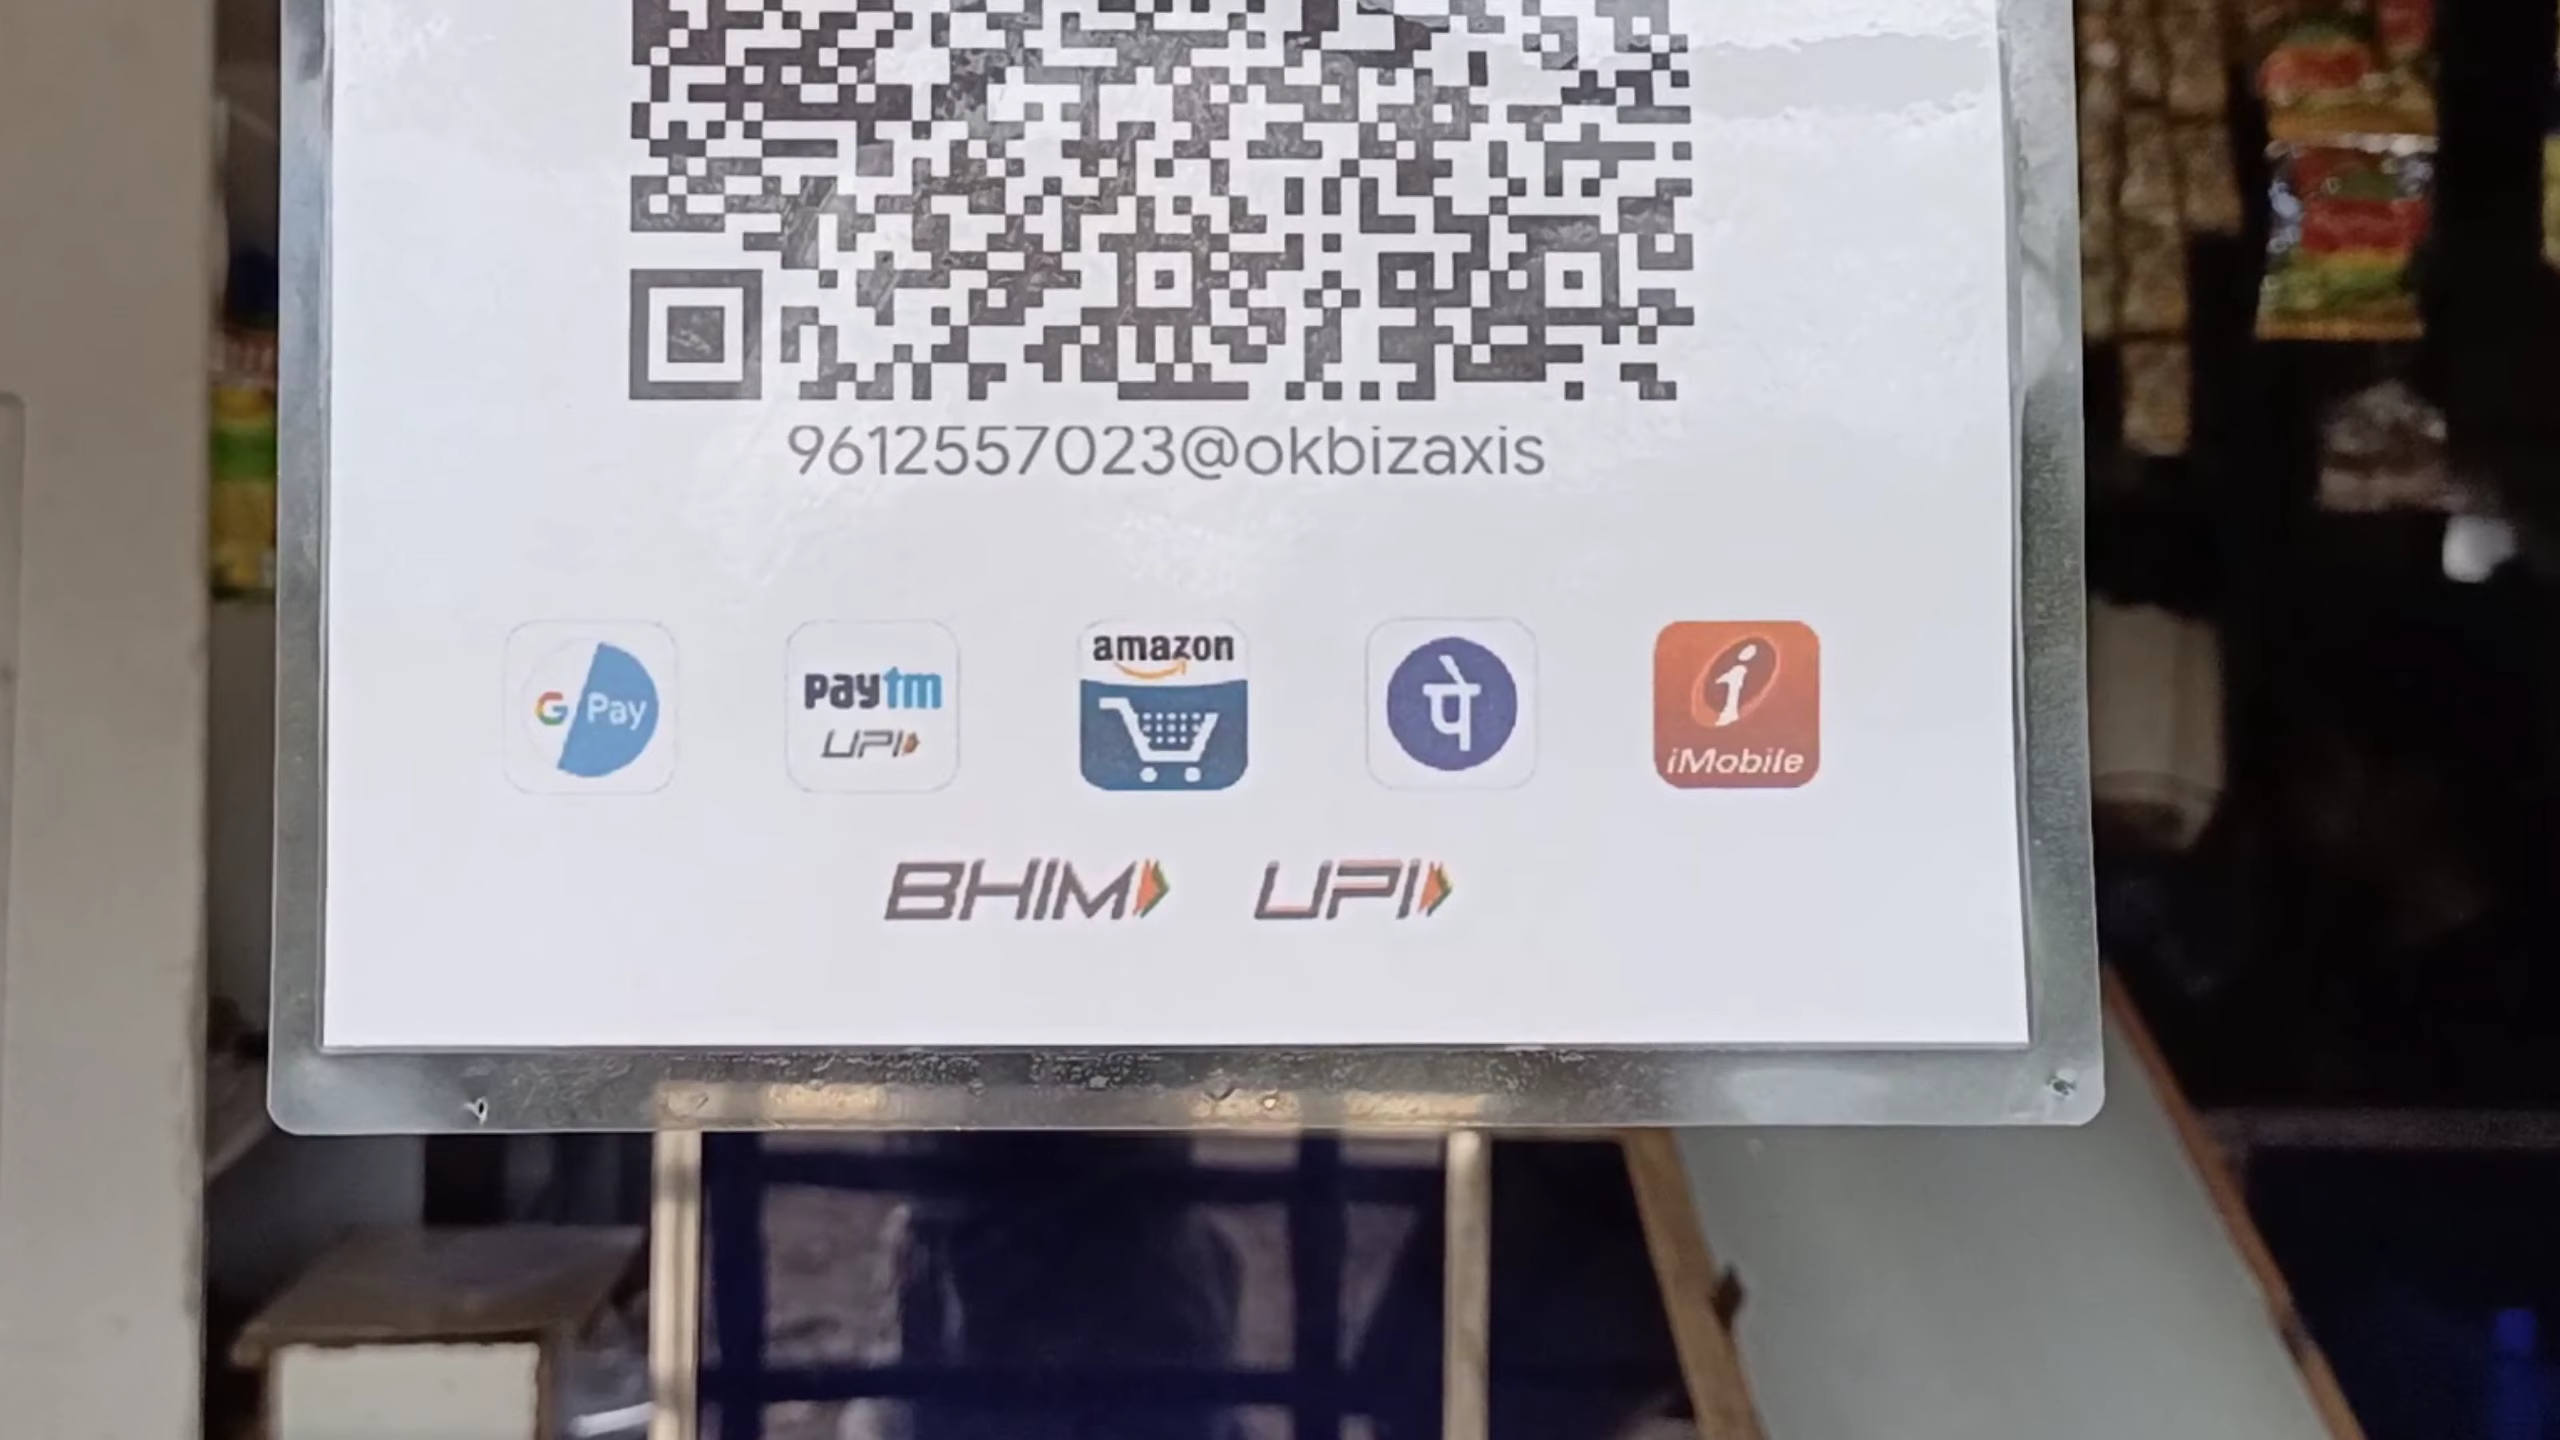 9612557023@okbizaxis
G Pay
paytm
UPI
amazon
पे
i
iMobile
BHIM UPI